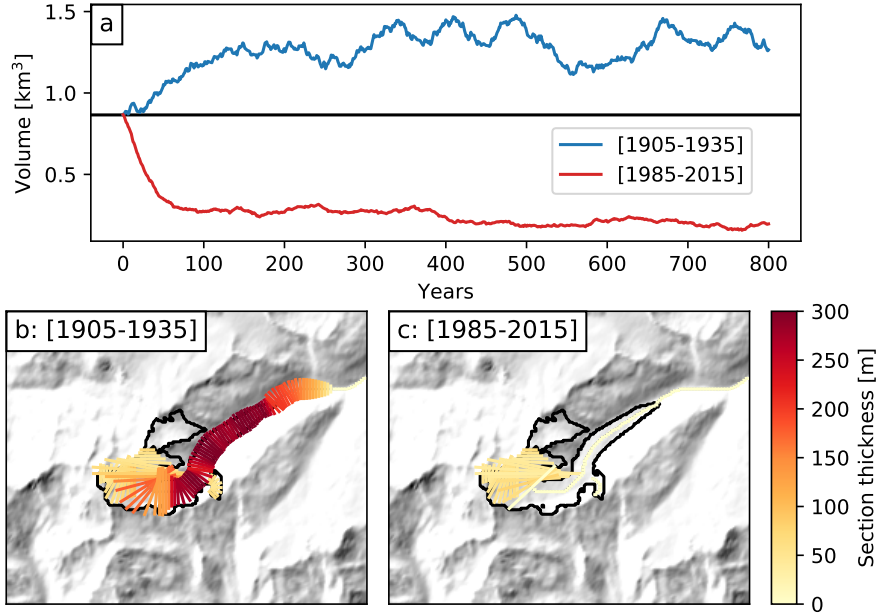 a
1.5
1.0
0.5
Volume [km³]
[1905-1935]
[1985-2015]
0 100 200 300 400 500 600 700 800
Years
b: [1905-1935]
c: [1985-2015]
300
250
200
150
100
50
0
Section thickness [m]